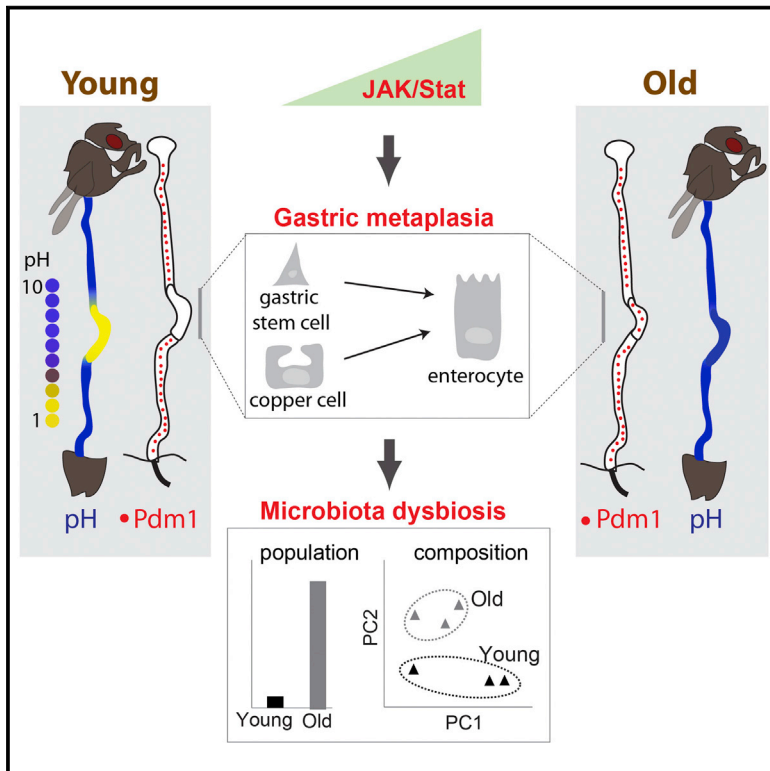 JAK/Stat
Young
Old
pH
10
1
pH
• Pdm1
Gastric metaplasia
gastric
stem cell
copper cell
enterocyte
• Pdm1
pH
Microbiota dysbiosis
population
composition
Young
Old
PC2
Old
Young
PC1